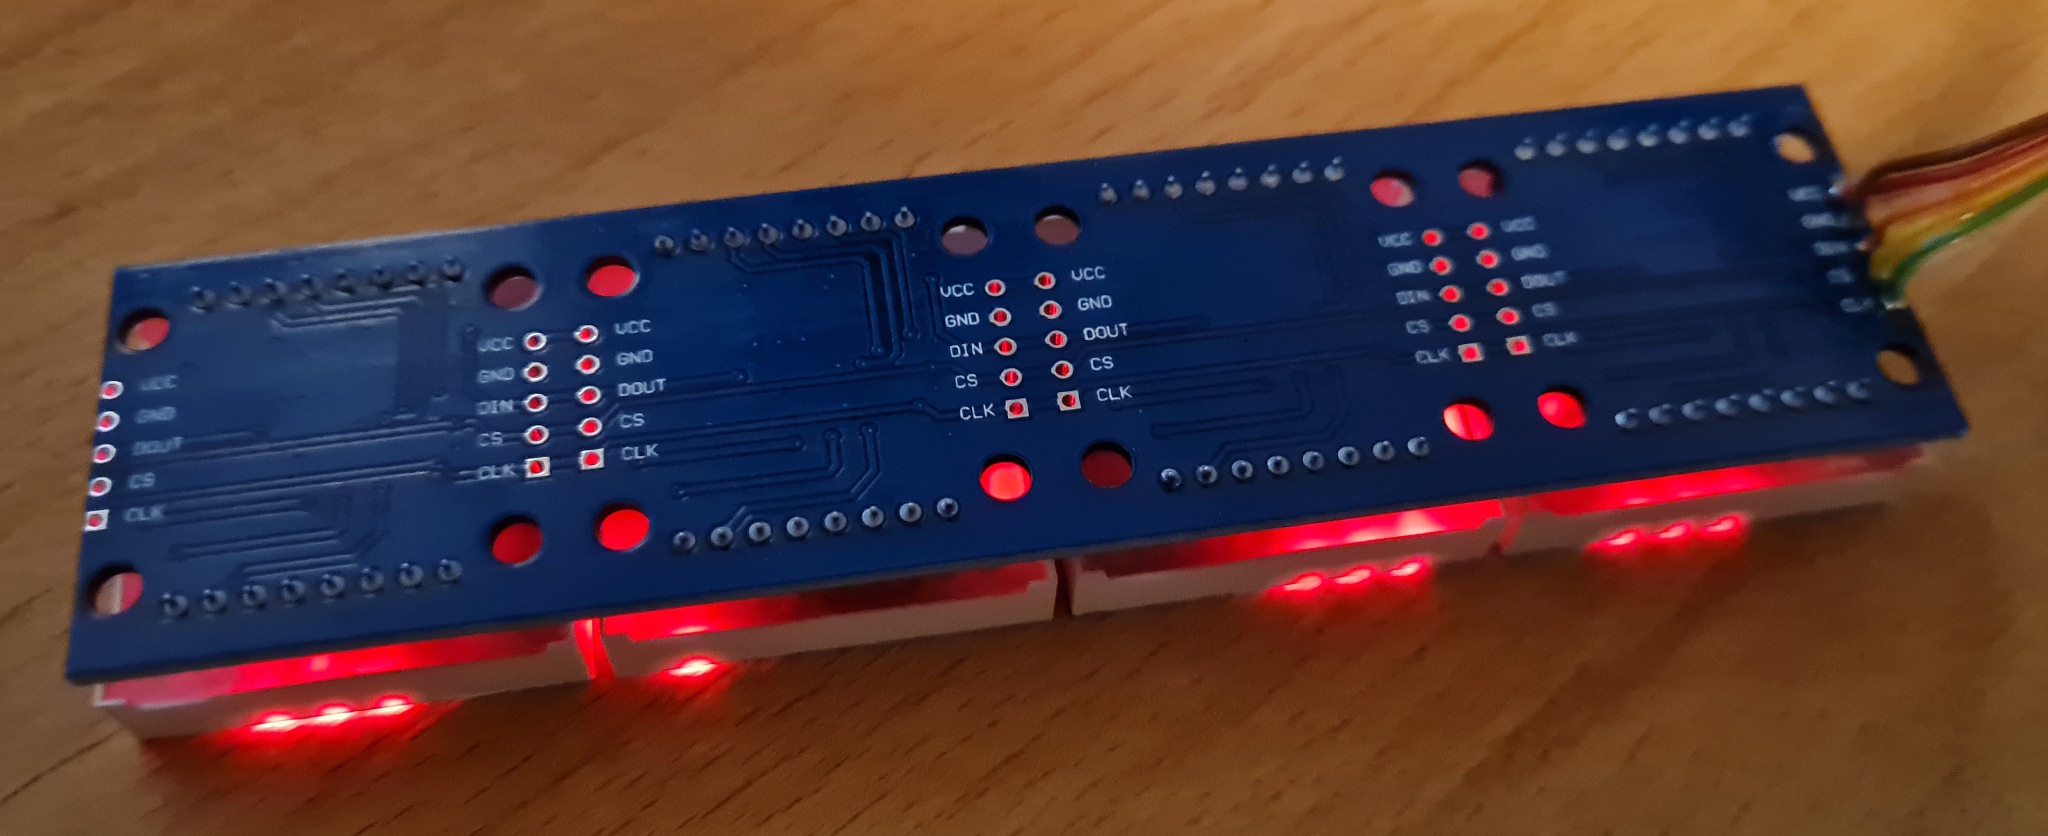 VCC
GND
DOUT
CS
CLK
VCC VCC
GND GND
DIN DOUT
CS CS
CLK CLK
VCC VCC
GND GND
DIN DOUT
CS CS
CLK CLK
VCC VCC
GND GND
DIN DOUT
CS CS
CLK CLK
VCC
GND
DIN
CS
CLK